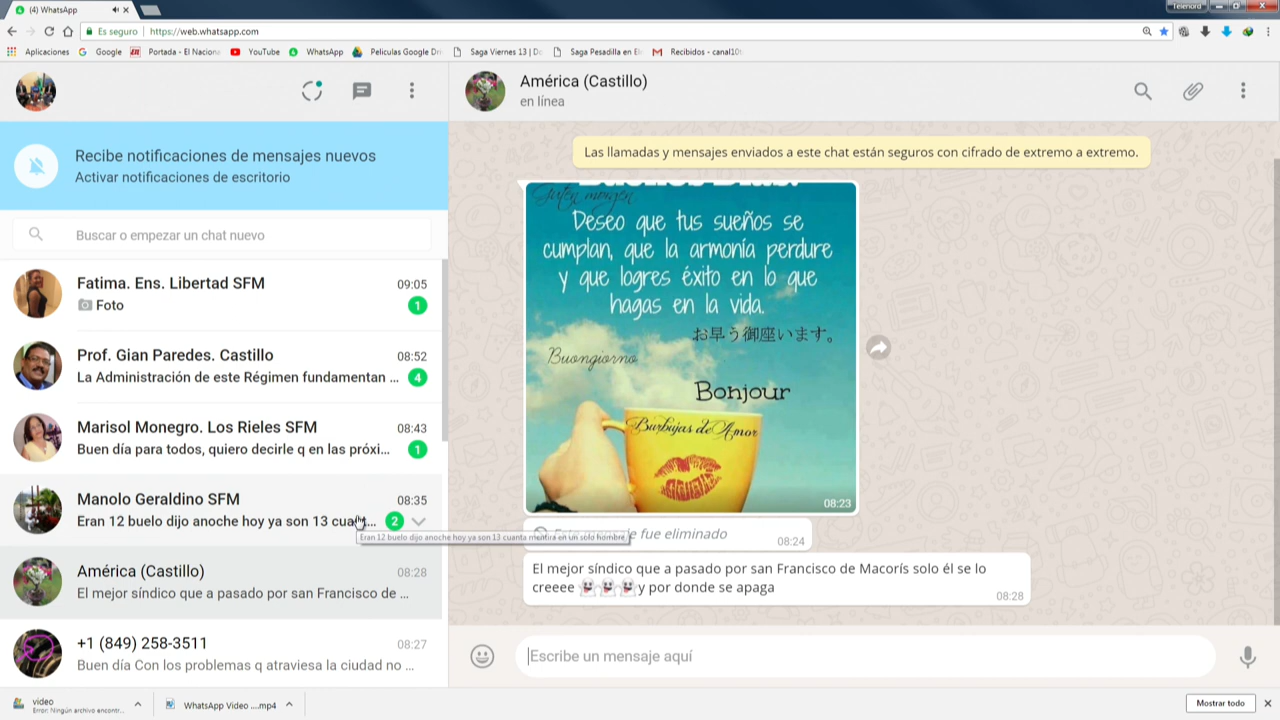 (4) WhatsApp
Telenord
Es seguro | https://web.whatsapp.com
Aplicaciones
Google
Portada - El Nacion
YouTube
WhatsApp
Peliculas Google Dri
Saga Viernes 13 | Do
Saga Pesadilla en El
Recibidos - canal10
América (Castillo)
en línea
Recibe notificaciones de mensajes nuevos
Activar notificaciones de escritorio
Buscar o empezar un chat nuevo
Fatima. Ens. Libertad SFM
09:05
Foto
1
Prof. Gian Paredes. Castillo
08:52
La Administración de este Régimen fundamentan ...
4
Marisol Monegro. Los Rieles SFM
08:43
Buen día para todos, quiero decirle q en las próxi...
1
Manolo Geraldino SFM
08:35
Eran 12 buelo dijo anoche hoy ya son 13 cuant...
2
Eran 12 buelo dijo anoche hoy ya son 13 cuanta mentira en un solo hombre
América (Castillo)
08:28
El mejor síndico que a pasado por san Francisco de ...
+1 (849) 258-3511
08:27
Buen día Con los problemas q atraviesa la ciudad no ...
Las llamadas y mensajes enviados a este chat están seguros con cifrado de extremo a extremo.
Guten morgen
Deseo que tus sueños se
cumplan, que la armonía perdure
y que logres éxito en lo que
hagas en la vida.
お早う御座います。
Buongiorno
Bonjour
Burbujas de Amor
08:23
fue eliminado
08:24
El mejor síndico que a pasado por san Francisco de Macorís solo él se lo
creeee 👻👻👻y por donde se apaga
08:28
Escribe un mensaje aquí
video
Error: Ningún archivo encontr...
WhatsApp Video ....mp4
Mostrar todo